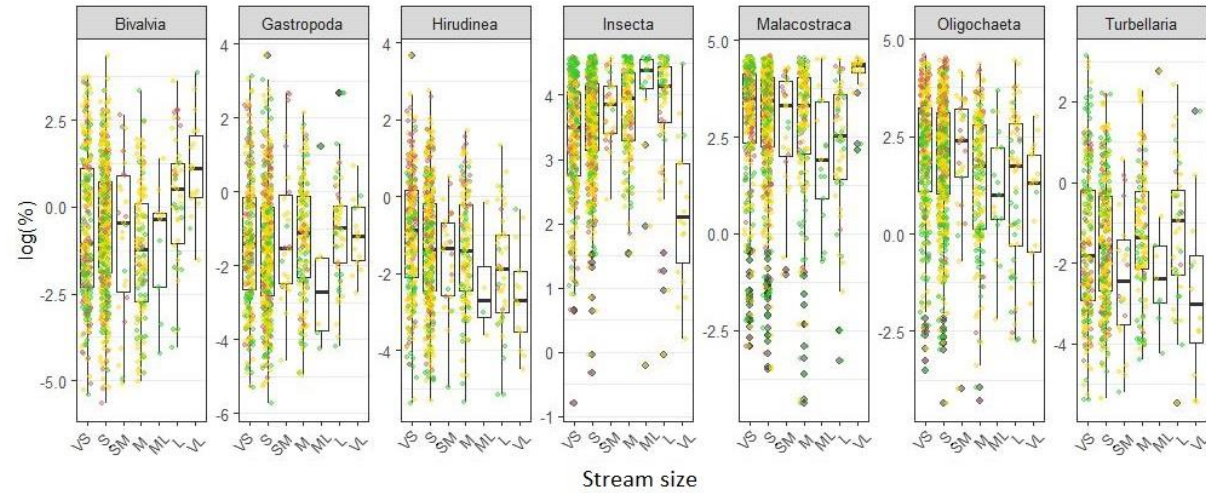 Bivalvia
Gastropoda
Hirudinea
Insecta
Malacostraca
Oligochaeta
Turbellaria
log(%)
2.5
0.0
-2.5
-5.0
4
2
0
-2
-4
-6
4
2
0
-2
-4
4
3
2
1
0
-1
5.0
2.5
0.0
-2.5
5.0
2.5
0.0
-2.5
2
0
-2
-4
VS S SM M ML L VL
VS S SM M ML L VL
VS S SM M ML L VL
VS S SM M ML L VL
VS S SM M ML L VL
VS S SM M ML L VL
VS S SM M ML L VL
Stream size